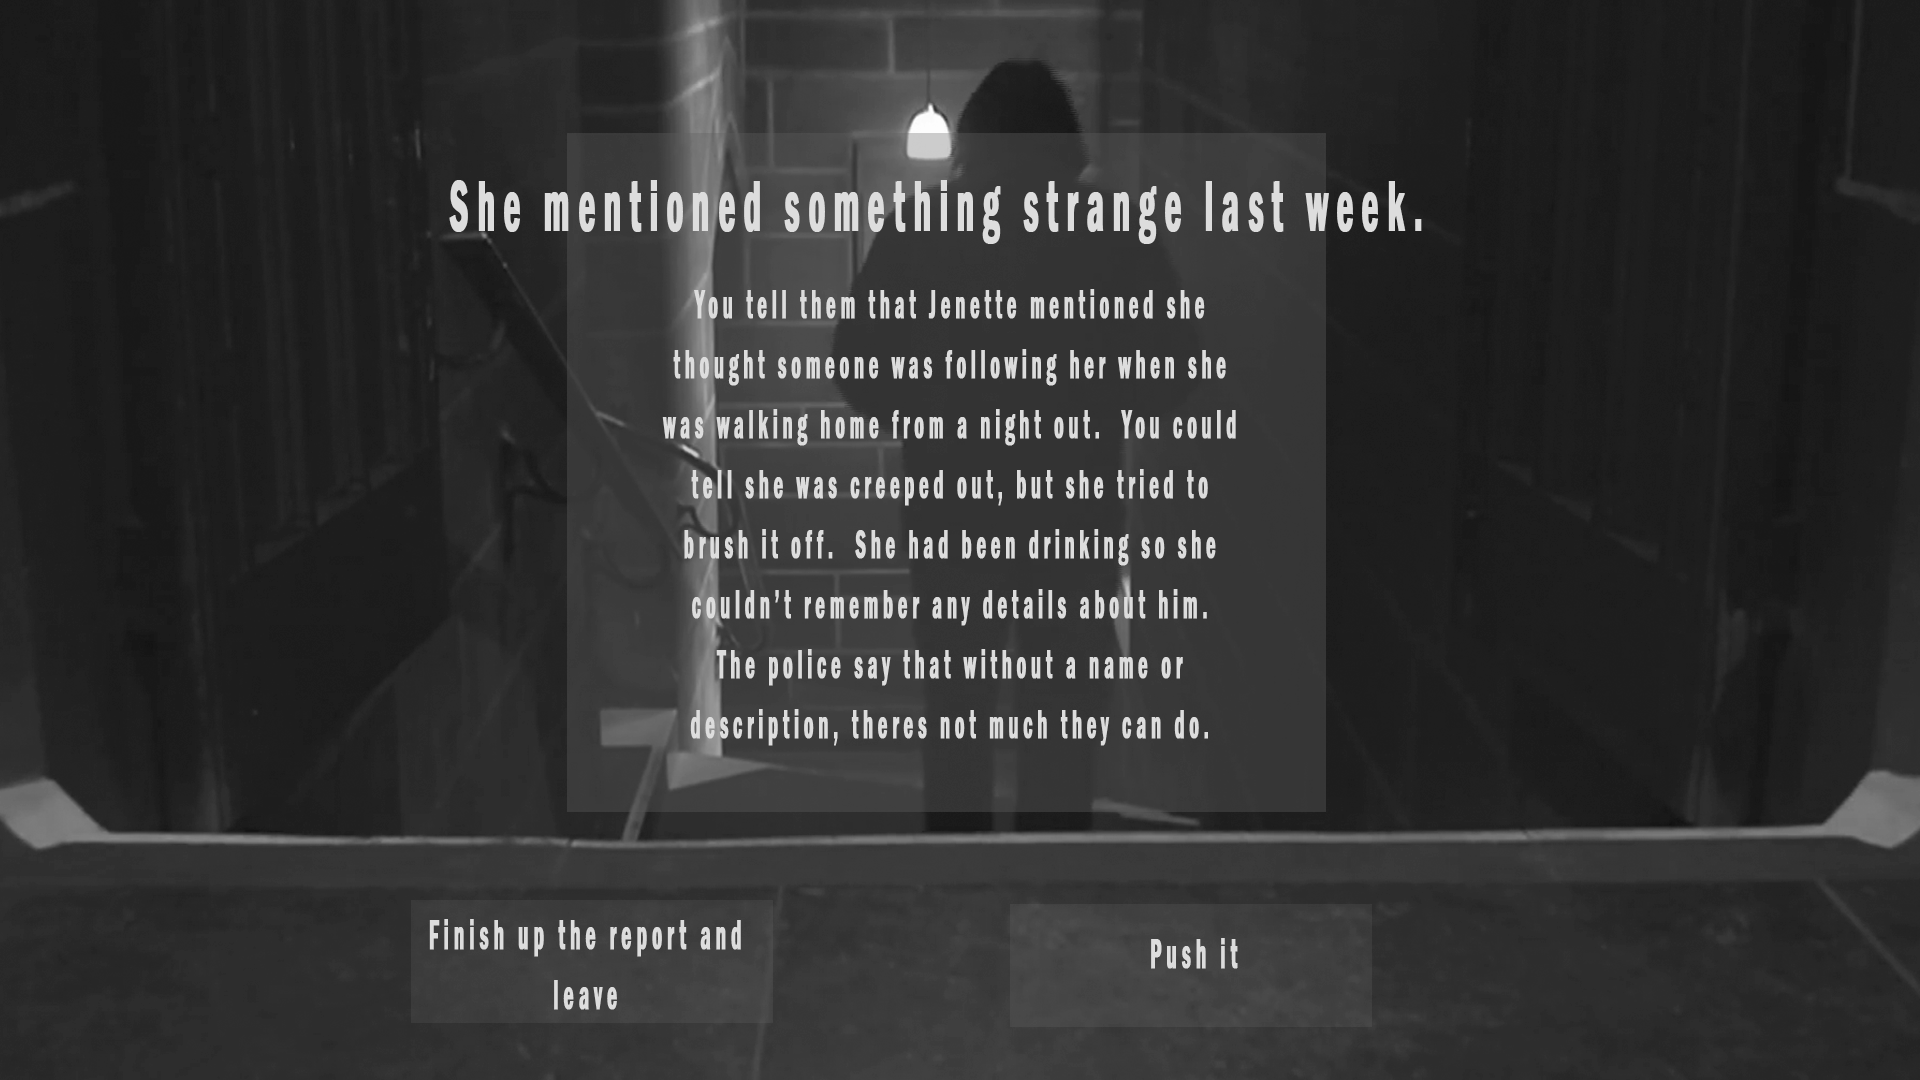 She mentioned something strange last week.
You tell them that Jenette mentioned she
thought someone was following her when she
was walking home from a night out.  You could
tell she was creeped out, but she tried to
brush it off.  She had been drinking so she
couldn’t remember any details about him.
The police say that without a name or
description, theres not much they can do.
Finish up the report and
leave
Push it